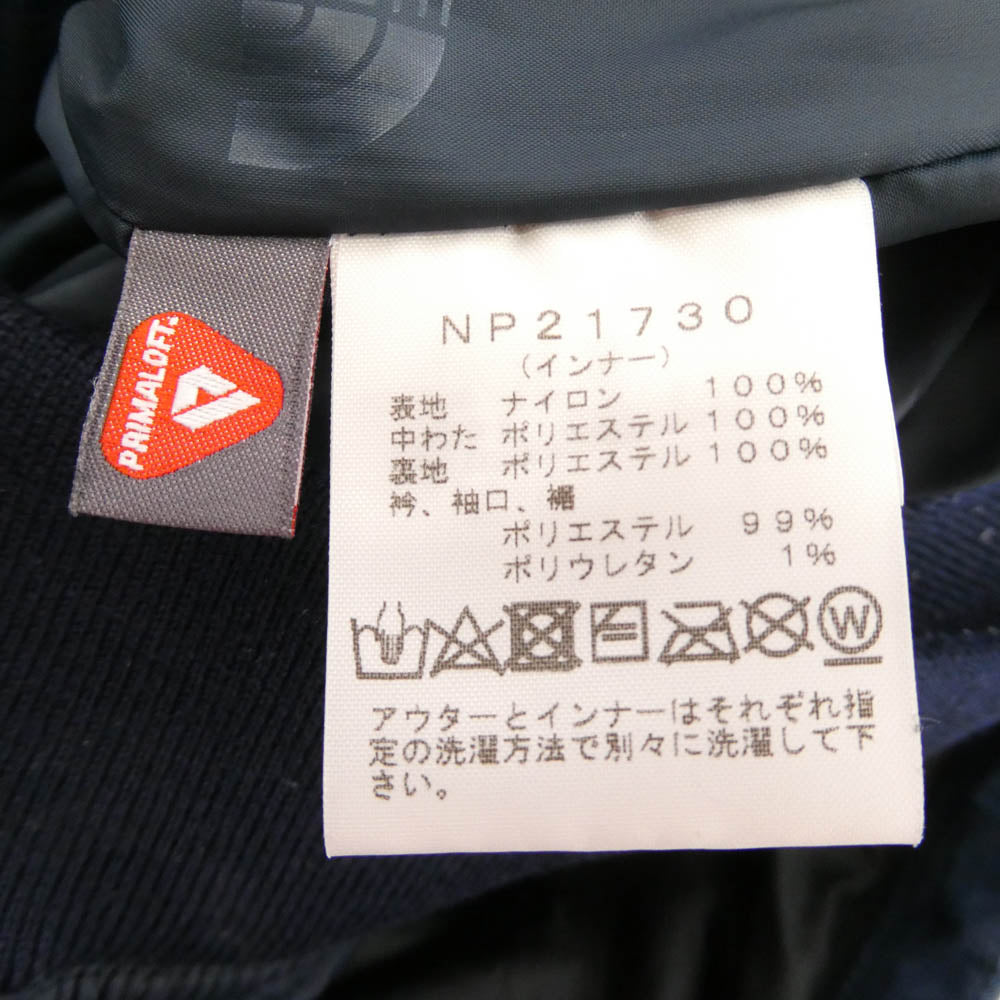 PRIMALOFT
NP21730
（インナー）
表地 ナイロン 100%
中わた ポリエステル 100%
裏地 ポリエステル 100%
衿、袖口、裾
ポリエステル 99%
ポリウレタン 1%
W
アウターとインナーはそれぞれ指
定の洗濯方法で別々に洗濯して下
さい。